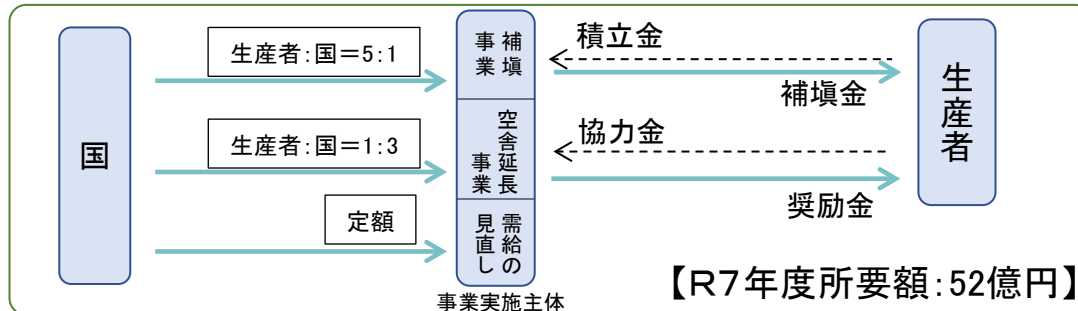 国
生産者:国＝5:1
生産者:国＝1:3
定額
補塡
事業
空舎延長
事業
需給の
見直し
事業実施主体
積立金
補塡金
協力金
奨励金
生産者
【R7年度所要額:52億円】